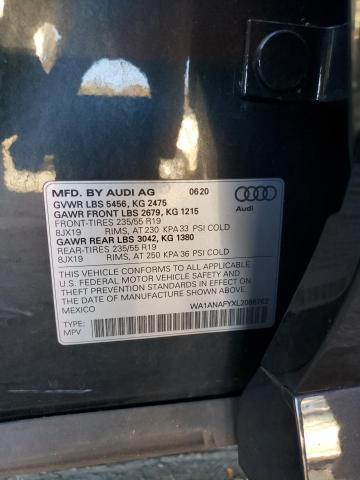 MFD. BY AUDI AG 0620
GVWR LBS 5456, KG 2475
GAWR FRONT LBS 2679, KG 1215
FRONT-TIRES 235/55 R19
8JX19 RIMS, AT 230 KPA 33 PSI COLD
GAWR REAR LBS 3042, KG 1380
REAR-TIRES 235/55 R19
8JX19 RIMS, AT 250 KPA 36 PSI COLD
Audi
THIS VEHICLE CONFORMS TO ALL APPLICABLE
U.S. FEDERAL MOTOR VEHICLE SAFETY AND
THEFT PREVENTION STANDARDS IN EFFECT ON THE
DATE OF MANUFACTURE SHOWN ABOVE. MADE IN
MEXICO
WA1ANAFYXL2098762
TYPE:
MPV